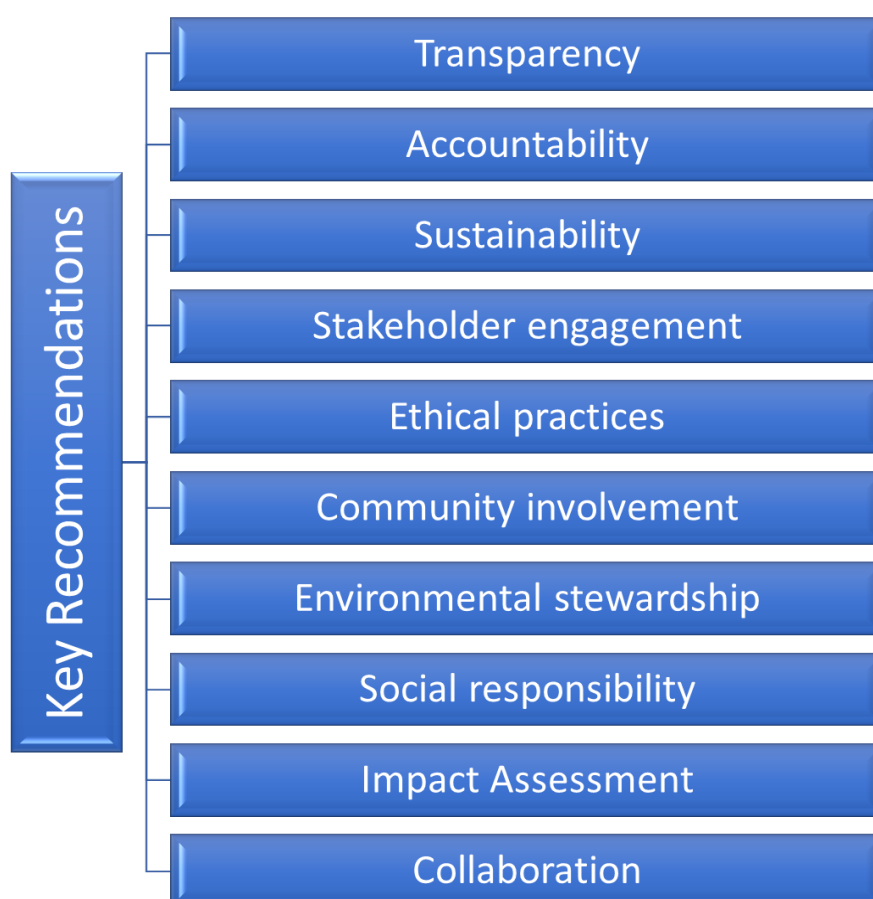 Key Recommendations
Transparency
Accountability
Sustainability
Stakeholder engagement
Ethical practices
Community involvement
Environmental stewardship
Social responsibility
Impact Assessment
Collaboration